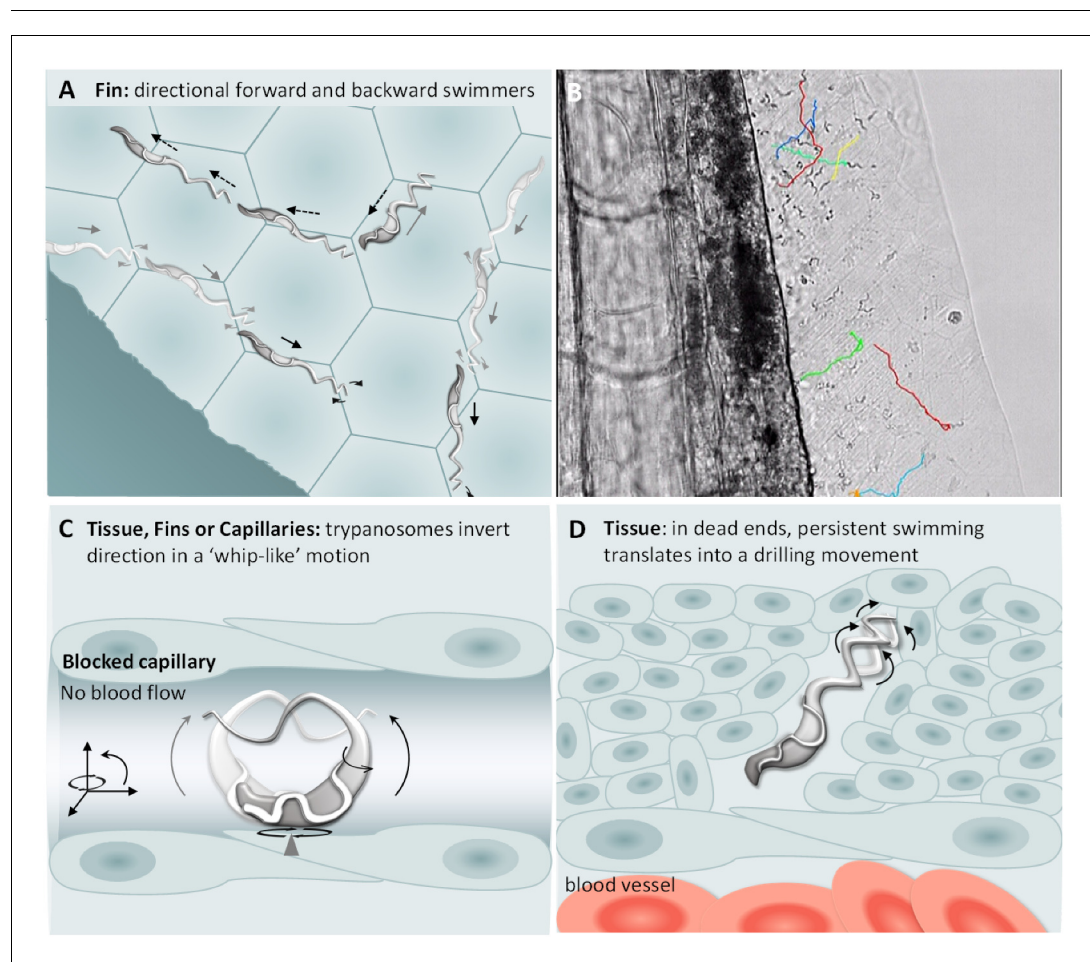 A Fin: directional forward and backward swimmers
B
C Tissue, Fins or Capillaries: trypanosomes invert
direction in a ‘whip-like’ motion
Blocked capillary
No blood flow
D Tissue: in dead ends, persistent swimming
translates into a drilling movement
blood vessel